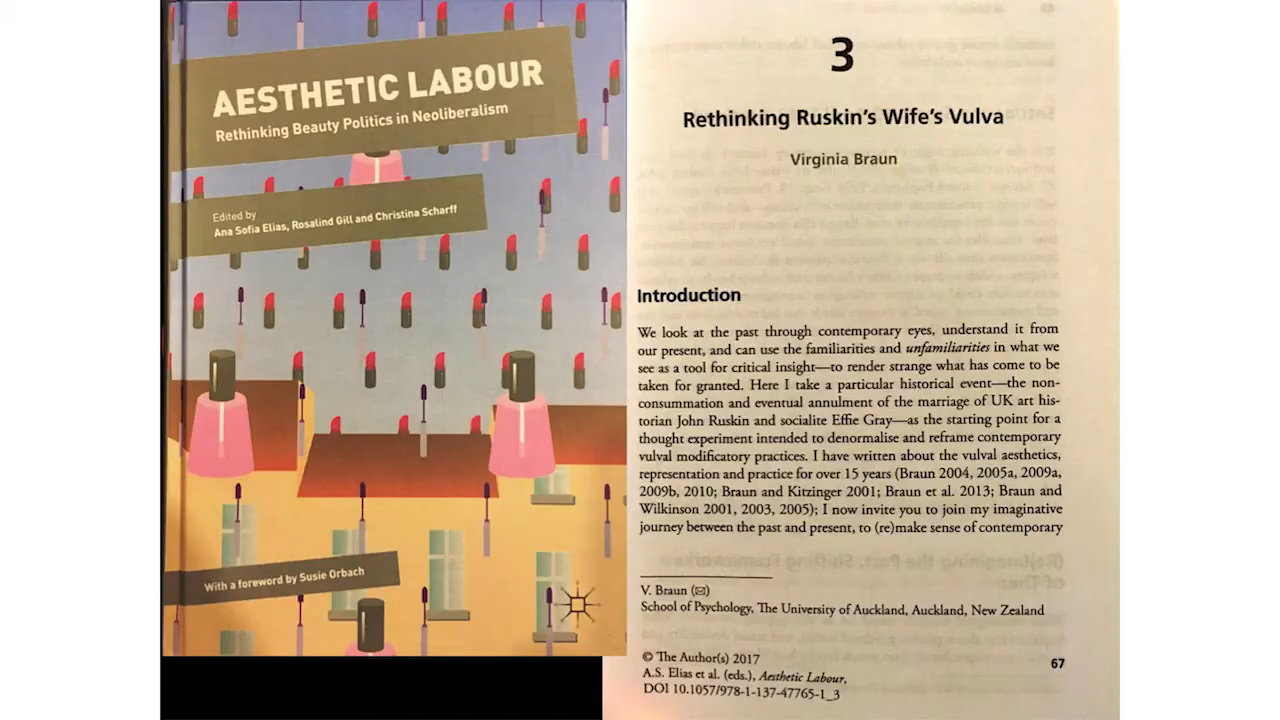 AESTHETIC LABOUR
Rethinking Beauty Politics in Neoliberalism
Edited by
Ana Sofia Elias, Rosalind Gill and Christina Scharff
With a foreword by Susie Orbach
3
Rethinking Ruskin's Wife's Vulva
Virginia Braun
Introduction
We look at the past through contemporary eyes, understand it from
our present, and can use the familiarities and unfamiliarities in what we
see as a tool for critical insight—to render strange what has come to be
taken for granted. Here I take a particular historical event—the non-
consummation and eventual annulment of the marriage of UK art his-
torian John Ruskin and socialite Effie Gray—as the starting point for a
thought experiment intended to denormalise and reframe contemporary
vulval modificatory practices. I have written about the vulval aesthetics,
representation and practice for over 15 years (Braun 2004, 2005a, 2009a,
2009b, 2010; Braun and Kitzinger 2001; Braun et al. 2013; Braun and
Wilkinson 2001, 2003, 2005); I now invite you to join my imaginative
journey between the past and present, to (re)make sense of contemporary
V. Braun (✉)
School of Psychology, The University of Auckland, Auckland, New Zealand
© The Author(s) 2017
A.S. Elias et al. (eds.), Aesthetic Labour,
DOI 10.1057/978-1-137-47765-1_3
67